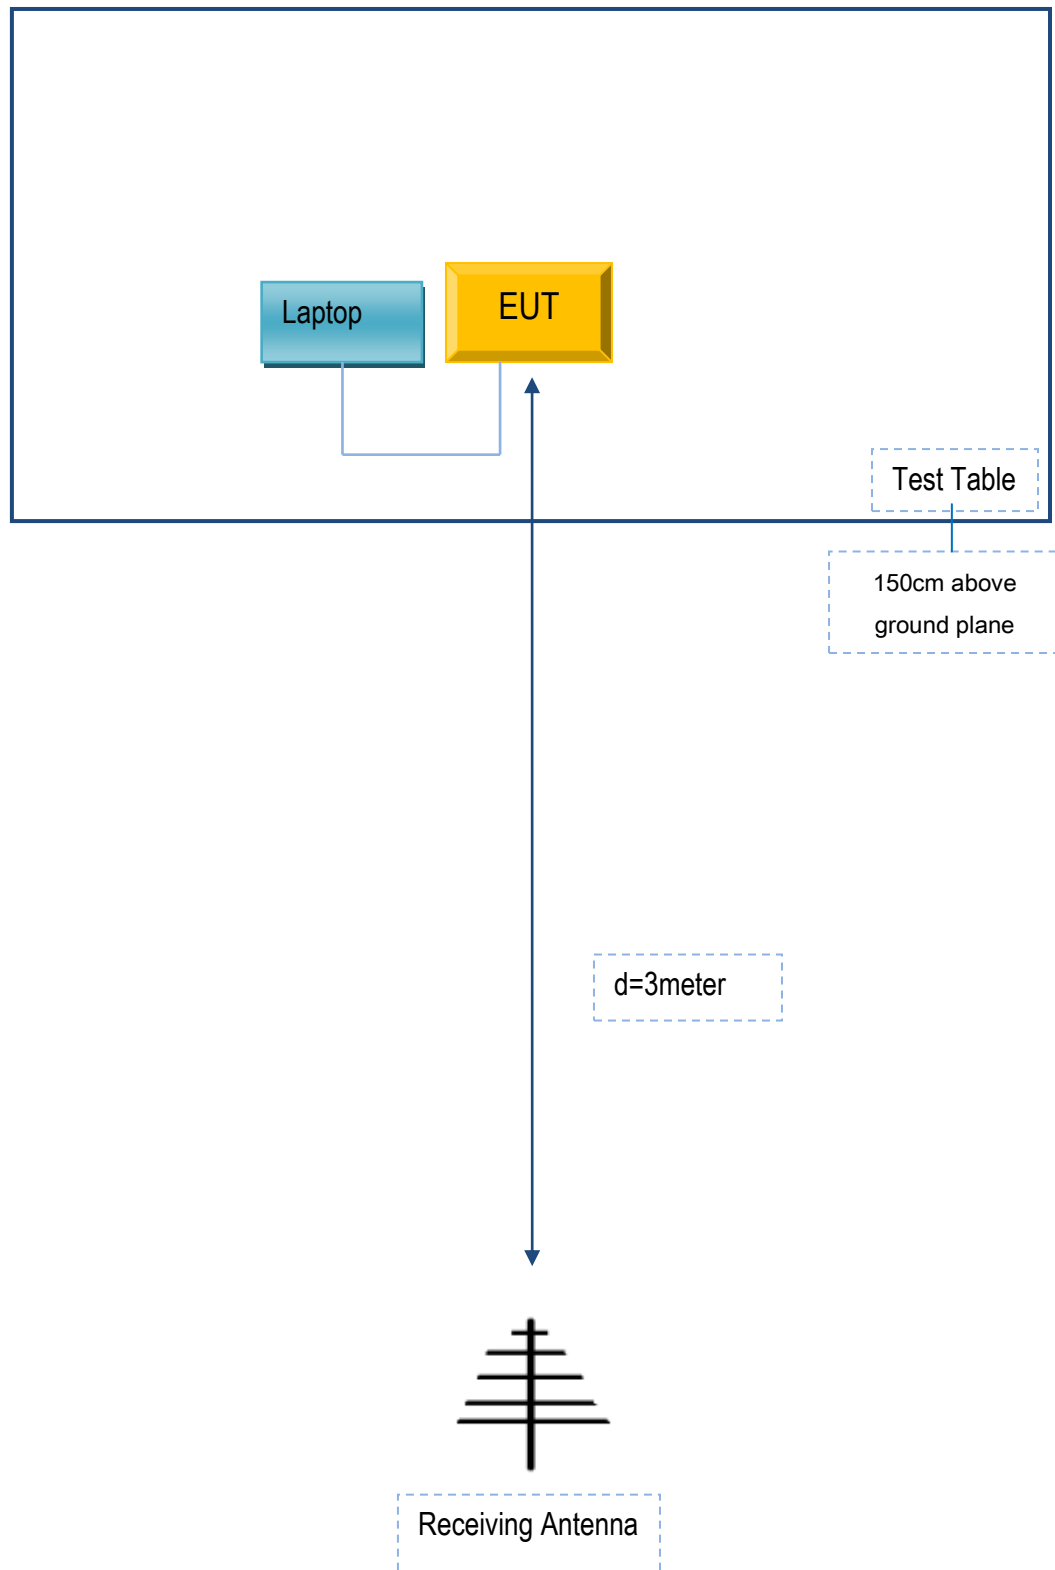 Laptop
EUT
Test Table
150cm above
ground plane
d=3meter
Receiving Antenna